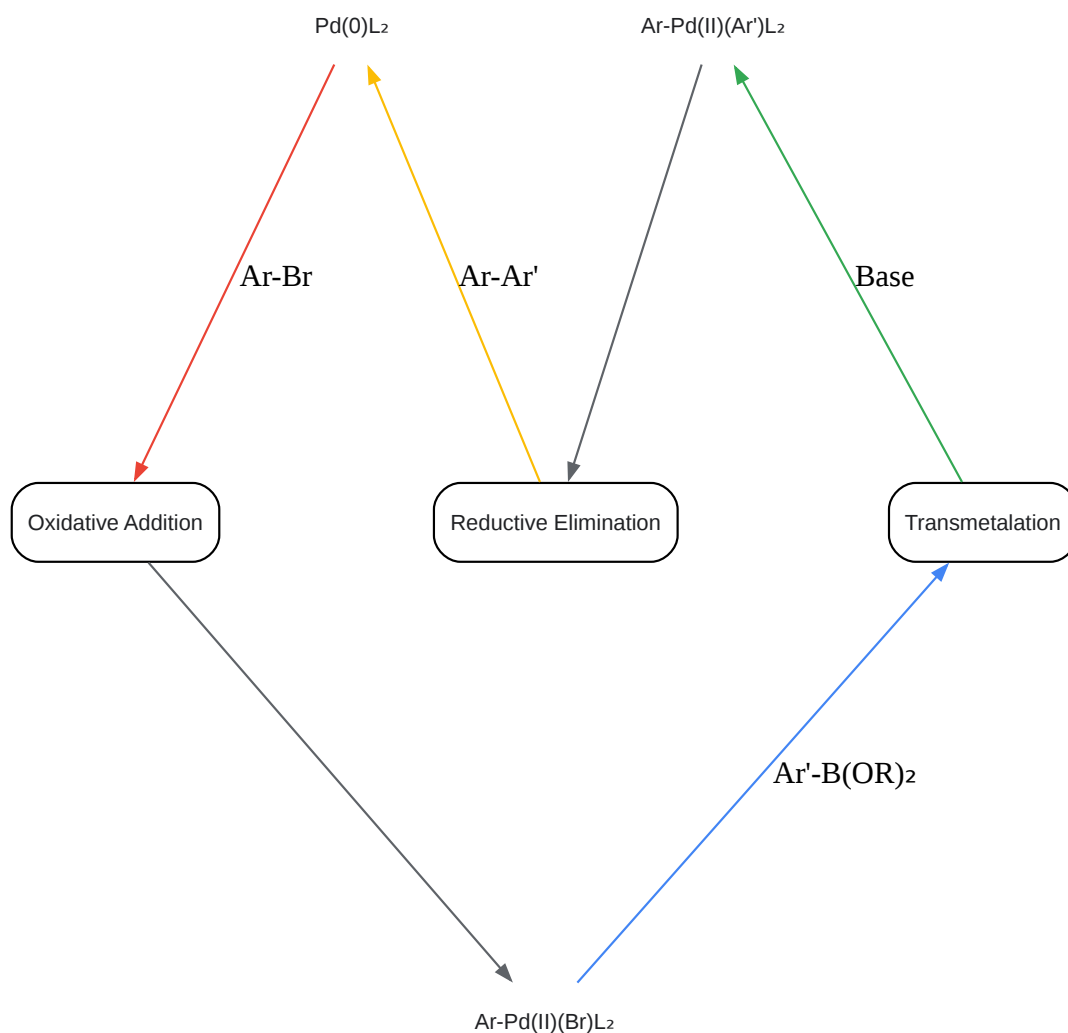 Pd(0)L₂
Ar-Pd(II)(Ar')L₂
Ar-Br
Ar-Ar'
Base
Oxidative Addition
Reductive Elimination
Transmetalation
Ar'-B(OR)₂
Ar-Pd(II)(Br)L₂